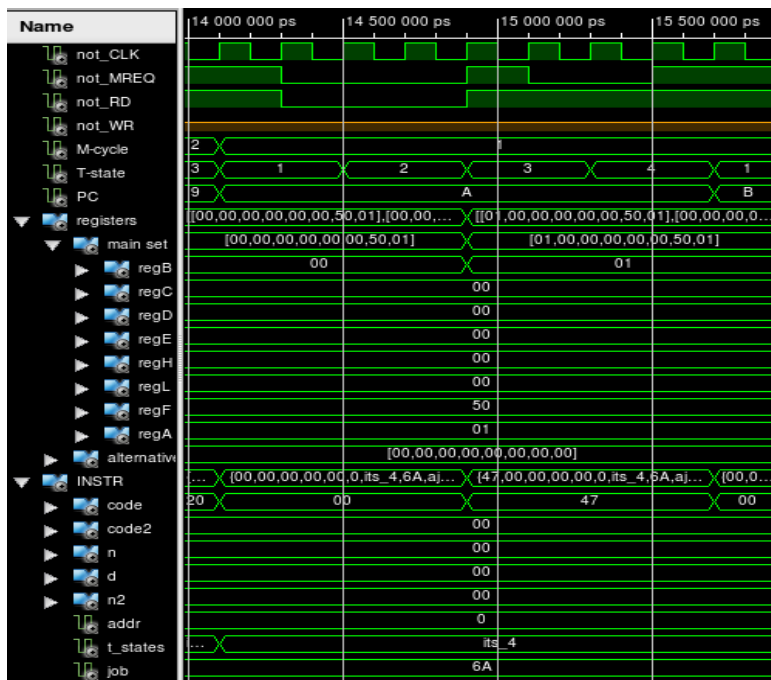 Name 14 000 000 ps 14 500 000 ps 15 000 000 ps 15 500 000 ps
not_CLK
not_MREQ
not_RD
not_WR
M-cycle 2 1
T-state 3 1 2 3 4 1
PC 9 A B
registers [[00,00,00,00,00,00,50,01],[00,00,... [[01,00,00,00,00,00,50,01],[00,00,00,0...
main set [00,00,00,00,00,00,50,01] [01,00,00,00,00,00,50,01]
regB 00 01
regC 00
regD 00
regE 00
regH 00
regL 00
regF 50
regA 01
alternativ [00,00,00,00,00,00,00,00]
INSTR ... {00,00,00,00,00,0,its_4,6A,aj... {47,00,00,00,00,0,its_4,6A,aj... {00,0...
code 20 00 47 00
code2 00
n 00
d 00
n2 00
addr 0
t_states ... its_4
job 6A